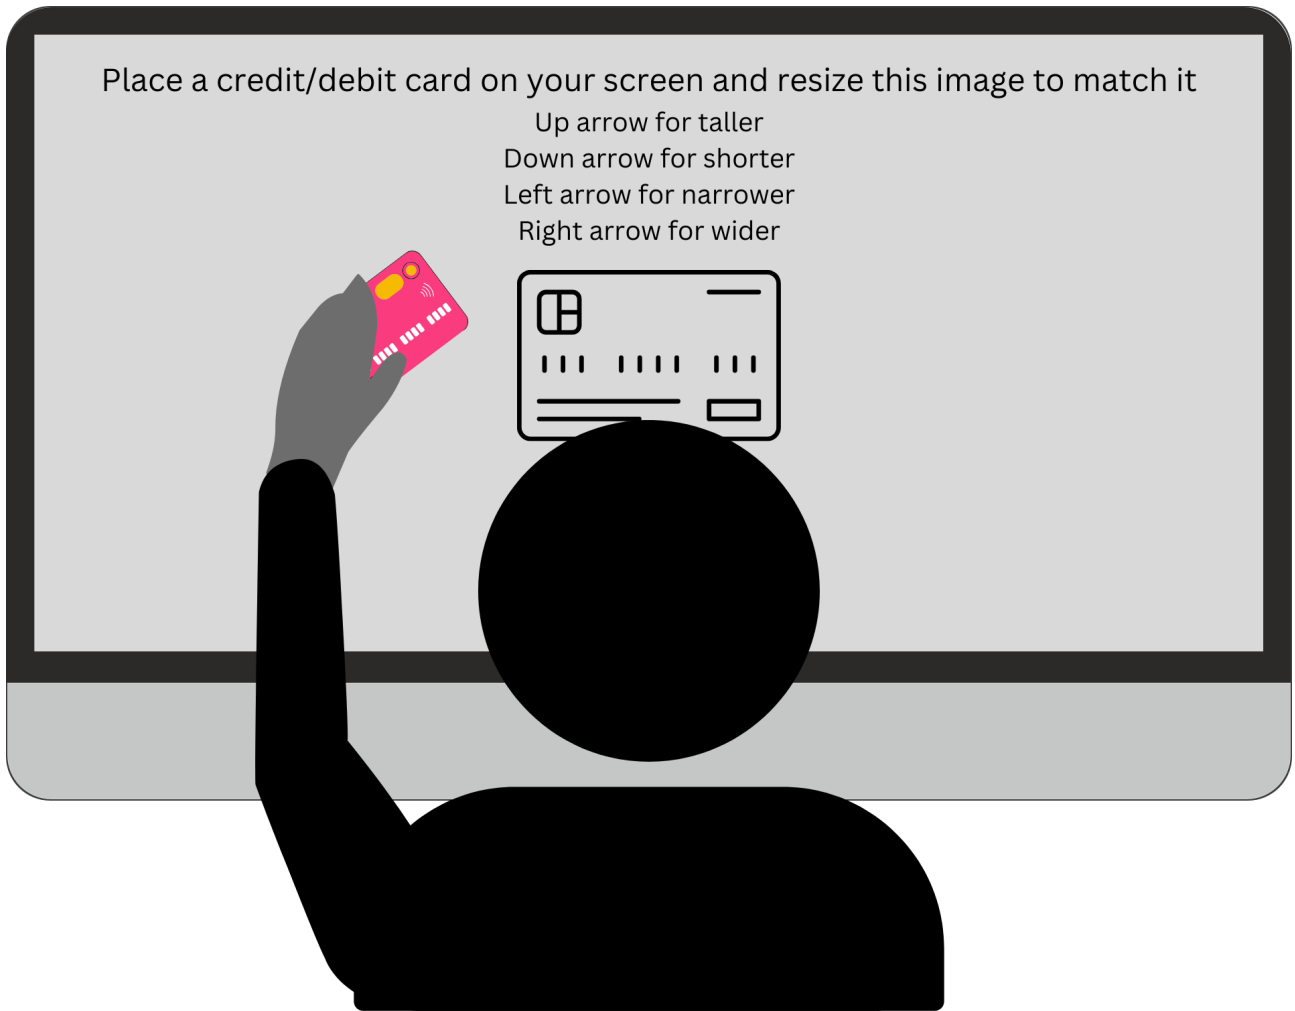 Place a credit/debit card on your screen and resize this image to match it
Up arrow for taller
Down arrow for shorter
Left arrow for narrower
Right arrow for wider